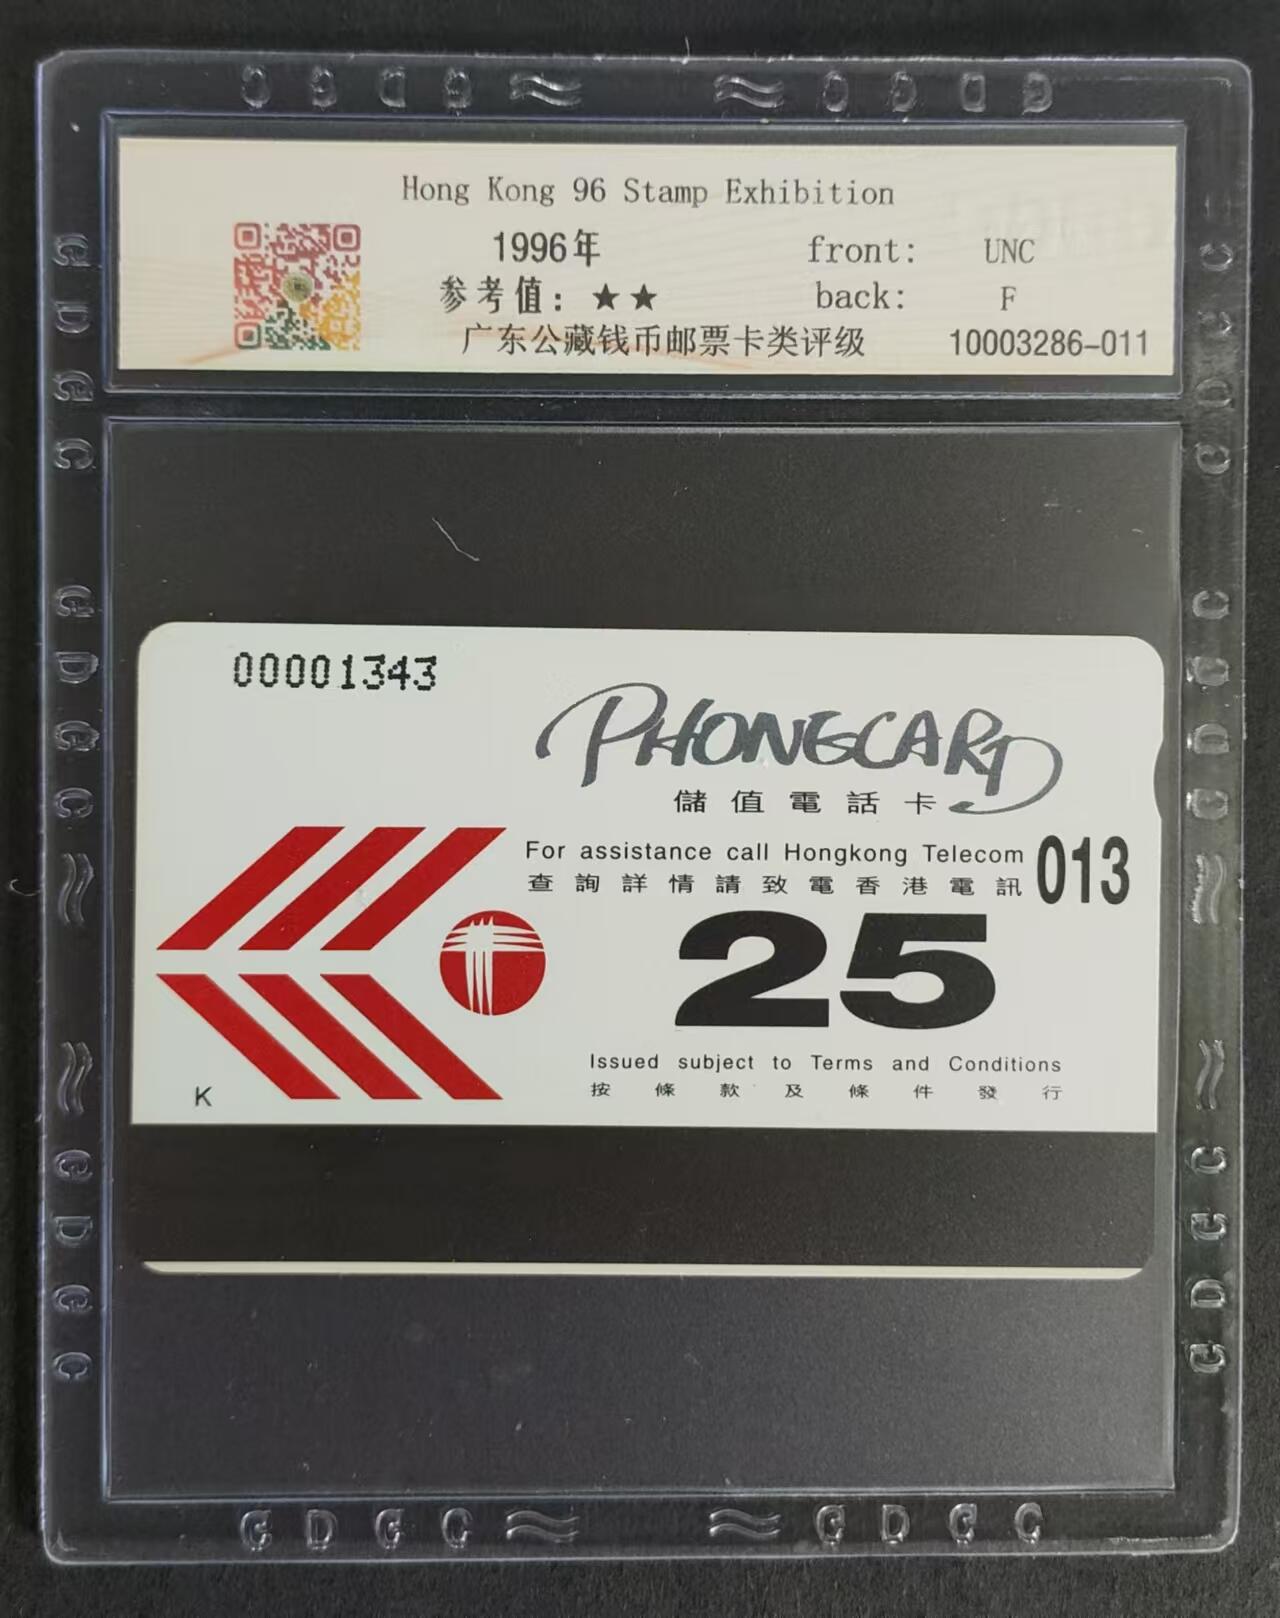 Hong Kong 96 Stamp Exhibition
1996年 front: UNC
参考值：★★ back: F
广东公藏钱币邮票卡类评级 10003286-011
00001343
PHONECARD
儲值電話卡
For assistance call Hongkong Telecom 013
查詢詳情請致電香港電訊
25
Issued subject to Terms and Conditions
按條款及條件發行
K
GDGC GDGC